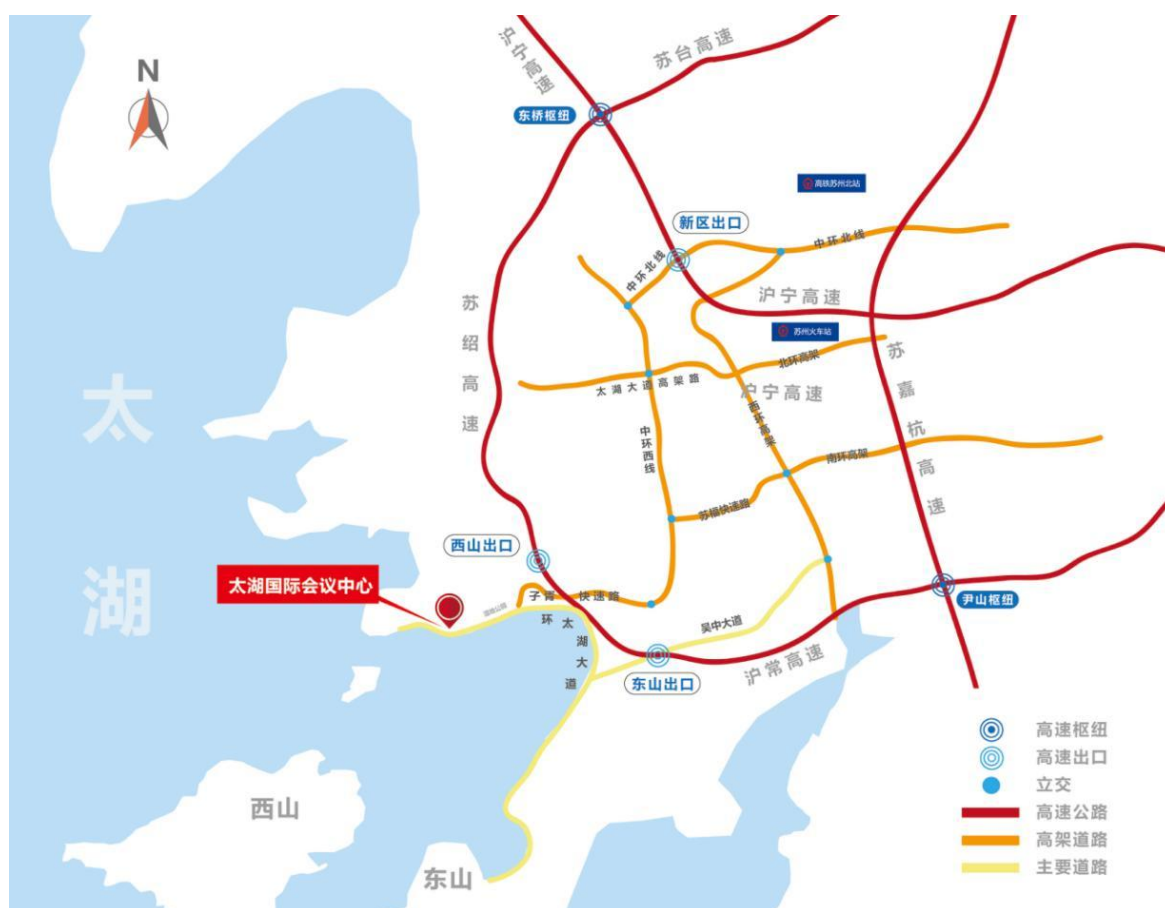 N
沪宁高速
苏台高速
东桥枢纽
高铁苏州北站
新区出口
中环北线
中环北线
沪宁高速
苏州火车站
苏绍高速
太湖大道高架路
北环高架
沪宁高速
苏嘉杭高速
太湖
中环西线
西环高架
南环高架
苏福快速路
西山出口
太湖国际会议中心
子胥快速路
尹山枢纽
环太湖大道
吴中大道
东山出口
沪常高速
西山
东山
高速枢纽
高速出口
立交
高速公路
高架道路
主要道路